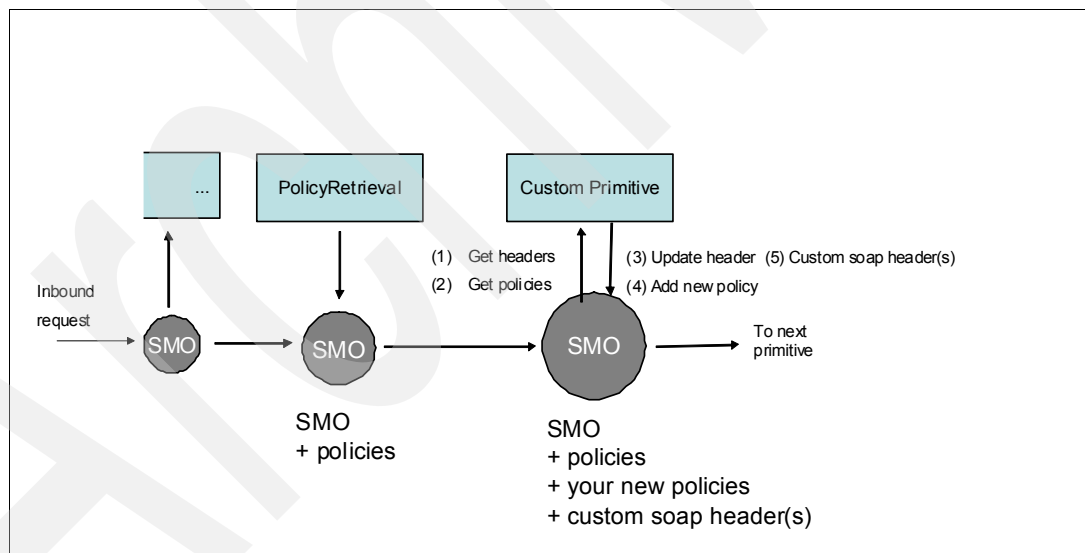 ...
PolicyRetrieval
Custom Primitive
(1) Get headers
(2) Get policies
(3) Update header (5) Custom soap header(s)
(4) Add new policy
Inbound
request
SMO
SMO
SMO
To next
primitive
SMO
+ policies
SMO
+ policies
+ your new policies
+ custom soap header(s)